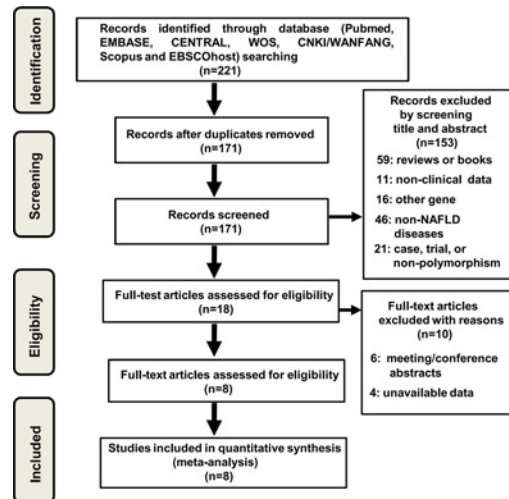 Identification
Records identified through database (Pubmed,
EMBASE, CENTRAL, WOS, CNKI/WANFANG,
Scopus and EBSCOhost) searching
(n=221)
Screening
Records after duplicates removed
(n=171)
Records screened
(n=171)
Records excluded
by screening
title and abstract
(n=153)
59: reviews or books
11: non-clinical data
16: other gene
46: non-NAFLD
diseases
21: case, trial, or
non-polymorphism
Eligibility
Full-test articles assessed for eligibility
(n=18)
Full-text articles
excluded with reasons
(n=10)
6: meeting/conference
abstracts
4: unavailable data
Full-text articles assessed for eligibility
(n=8)
Included
Studies included in quantitative synthesis
(meta-analysis)
(n=8)